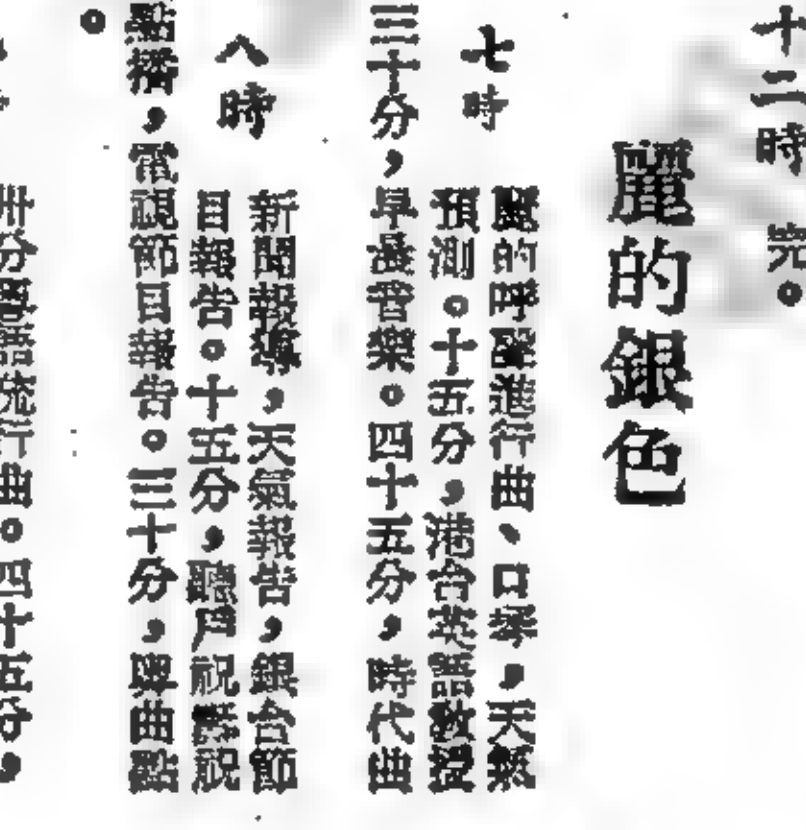 十二時　完。
麗的銀色
七時
麗的呼聲進行曲、口琴，天氣
預測。十五分，港台英語教授
三十分，早晨音樂。四十五分，時代曲
八時
新聞報導，天氣報告，銀台節
目報告。十五分，聽戶視
點播，電視節目報告。三十分，粵曲點
。
卅分粵語流行曲。四十五分，